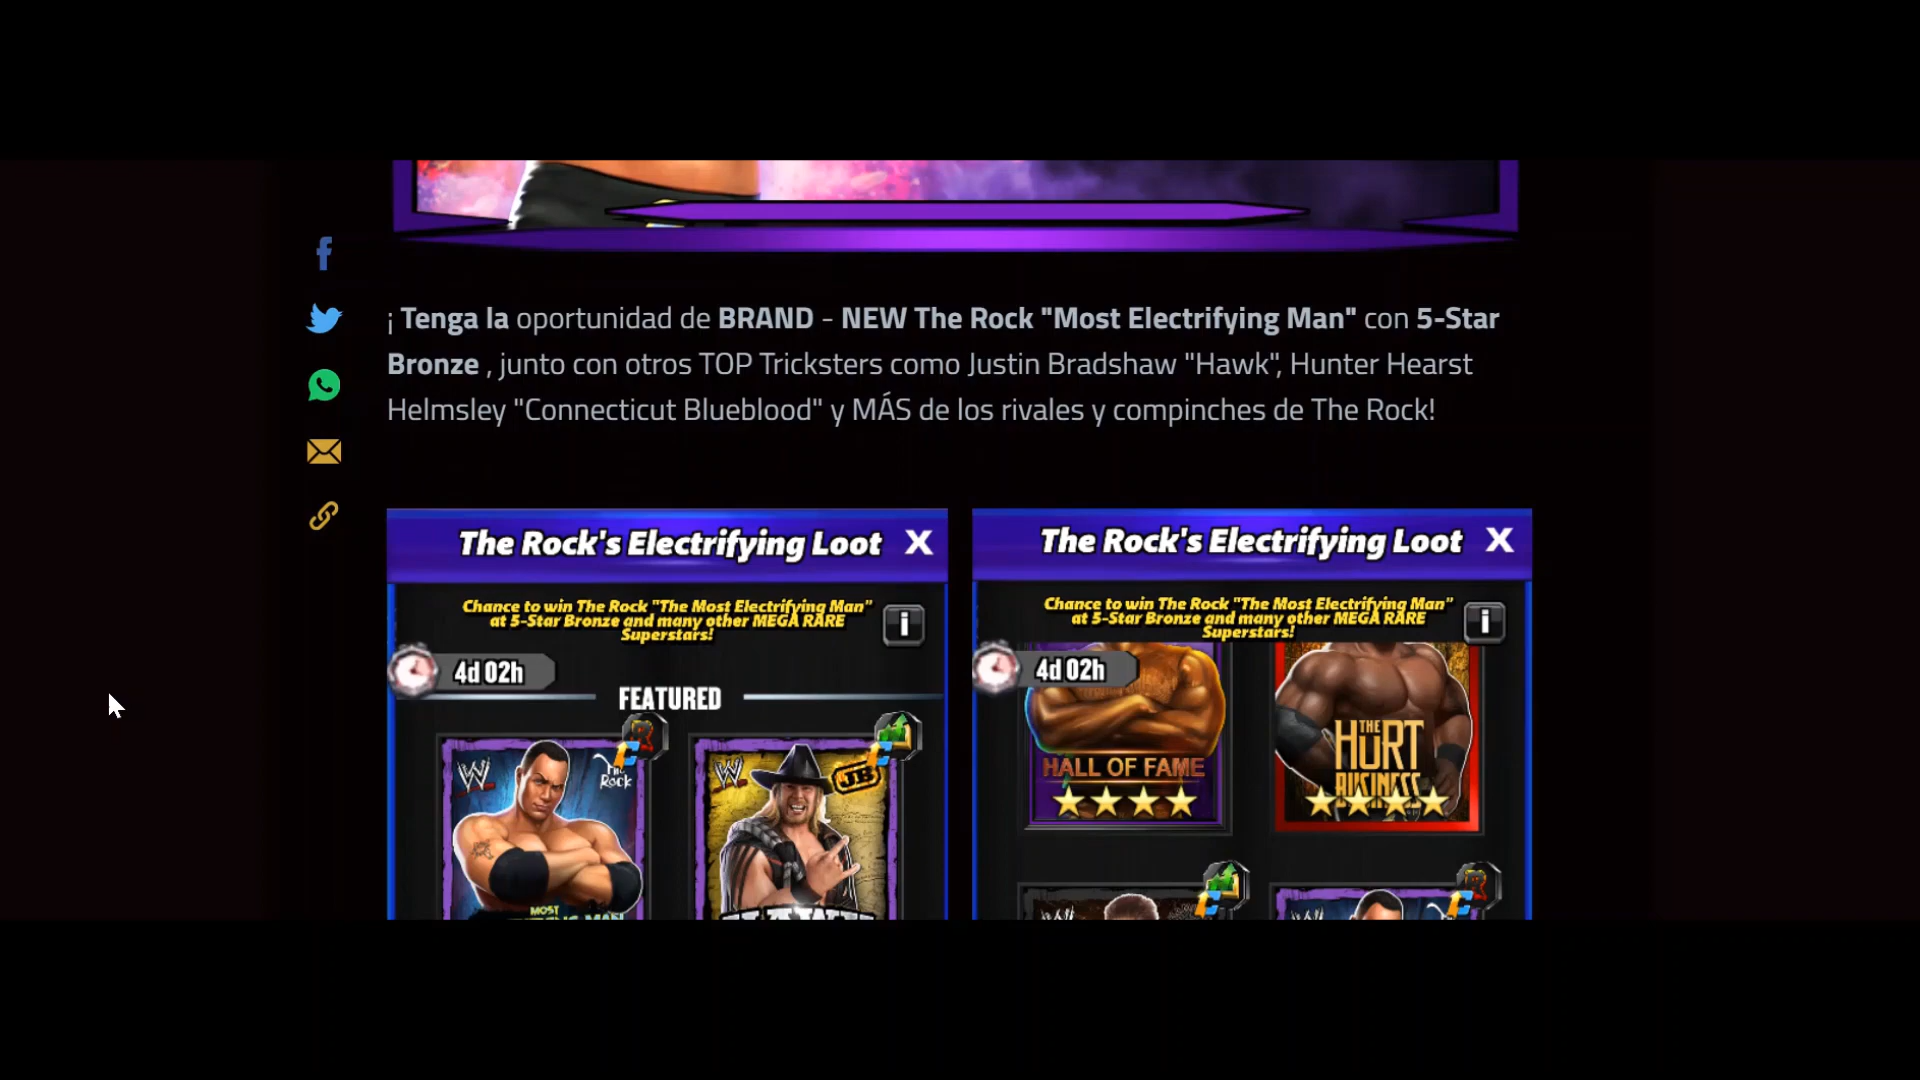 ¡ Tenga la oportunidad de BRAND - NEW The Rock "Most Electrifying Man" con 5-Star
Bronze , junto con otros TOP Tricksters como Justin Bradshaw "Hawk", Hunter Hearst
Helmsley "Connecticut Blueblood" y MÁS de los rivales y compinches de The Rock!
The Rock's Electrifying Loot X
Chance to win The Rock "The Most Electrifying Man"
at 5-Star Bronze and many other MEGA RARE
Superstars!
i
4d 02h
FEATURED
W
The Rock
MOST
W
JB
The Rock's Electrifying Loot X
Chance to win The Rock "The Most Electrifying Man"
at 5-Star Bronze and many other MEGA RARE
Superstars!
i
4d 02h
HALL OF FAME
THE
HURT
BUSINESS